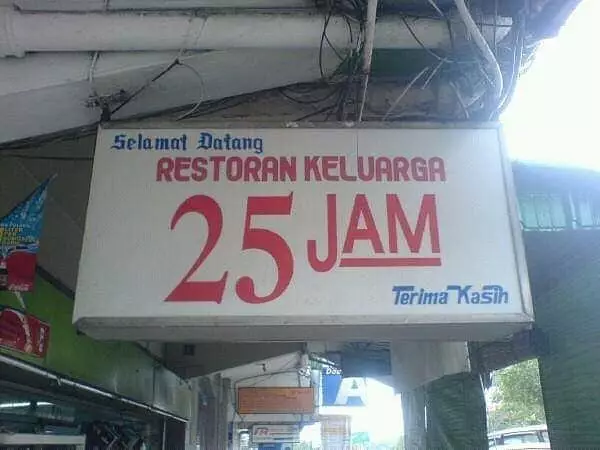 Selamat Datang
RESTORAN KELUARGA
25 JAM
Terima Kasih